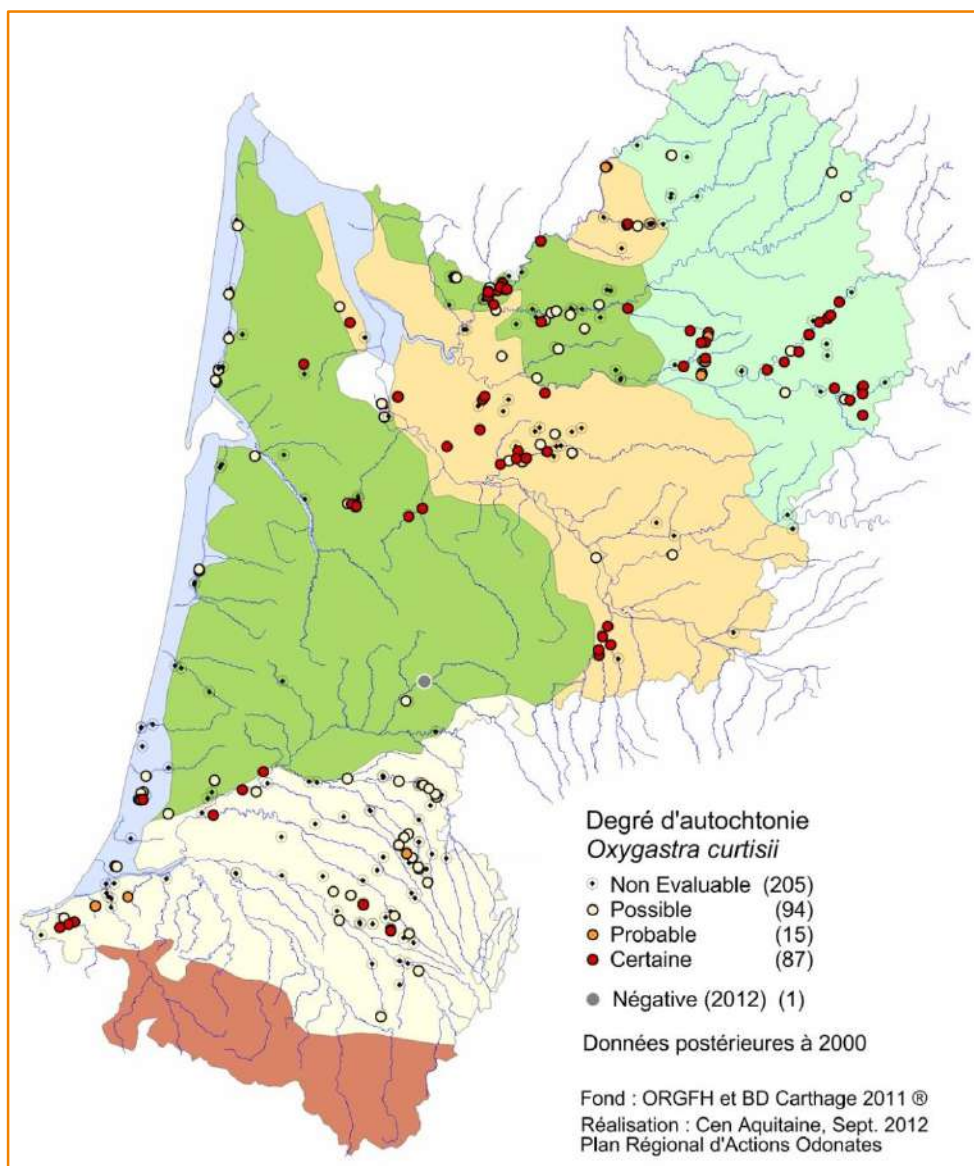 Degré d'autochtonie
Oxygastra curtisii
Non Evaluable (205)
Possible (94)
Probable (15)
Certaine (87)
Négative (2012) (1)
Données postérieures à 2000
Fond : ORGFH et BD Carthage 2011 ®
Réalisation : Cen Aquitaine, Sept. 2012
Plan Régional d'Actions Odonates